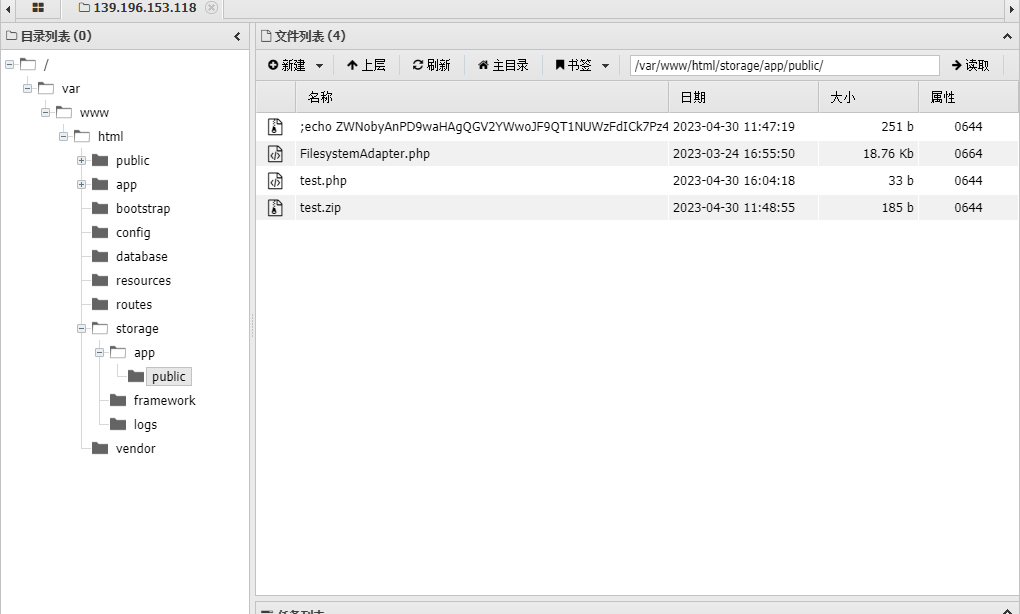 139.196.153.118
目录列表 (0)
/
var
www
html
public
app
bootstrap
config
database
resources
routes
storage
app
public
framework
logs
vendor
文件列表 (4)
新建 上层 刷新 主目录 书签 /var/www/html/storage/app/public/ 读取
名称 日期 大小 属性
;echo ZWNobyAnPD9waHAgQGV2YWwoJF9QT1NUWzFdICk7Pz4 2023-04-30 11:47:19 251 b 0644
FilesystemAdapter.php 2023-03-24 16:55:50 18.76 Kb 0664
test.php 2023-04-30 16:04:18 33 b 0644
test.zip 2023-04-30 11:48:55 185 b 0644
任务列表